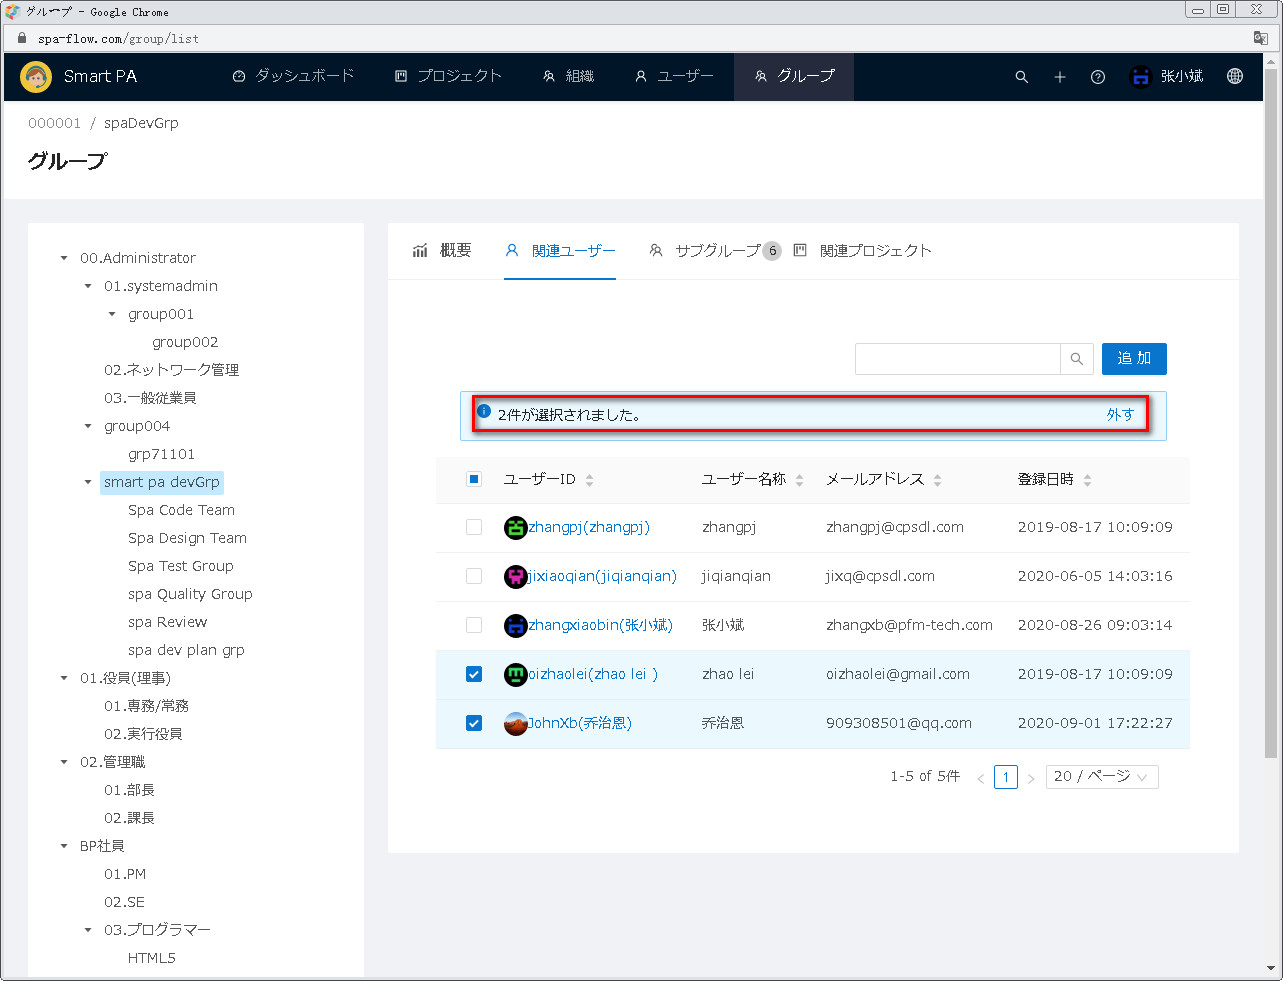 グループ - Google Chrome
spa-flow.com/group/list
Smart PA ダッシュボード プロジェクト 組織 ユーザー グループ 张小斌
000001 / spaDevGrp
グループ
00.Administrator
01.systemadmin
group001
group002
02.ネットワーク管理
03.一般従業員
group004
grp71101
smart pa devGrp
Spa Code Team
Spa Design Team
Spa Test Group
spa Quality Group
spa Review
spa dev plan grp
01.役員(理事)
01.専務/常務
02.実行役員
02.管理職
01.部長
02.課長
BP社員
01.PM
02.SE
03.プログラマー
HTML5
概要 関連ユーザー サブグループ 6 関連プロジェクト
追 加
2件が選択されました。 外す
ユーザーID ユーザー名称 メールアドレス 登録日時
zhangpj(zhangpj) zhangpj zhangpj@cpsdl.com 2019-08-17 10:09:09
jixiaoqian(jiqianqian) jiqianqian jixq@cpsdl.com 2020-06-05 14:03:16
zhangxiaobin(张小斌) 张小斌 zhangxb@pfm-tech.com 2020-08-26 09:03:14
oizhaolei(zhao lei ) zhao lei oizhaolei@gmail.com 2019-08-17 10:09:09
JohnXb(乔治恩) 乔治恩 909308501@qq.com 2020-09-01 17:22:27
1-5 of 5件 < 1 > 20 / ページ